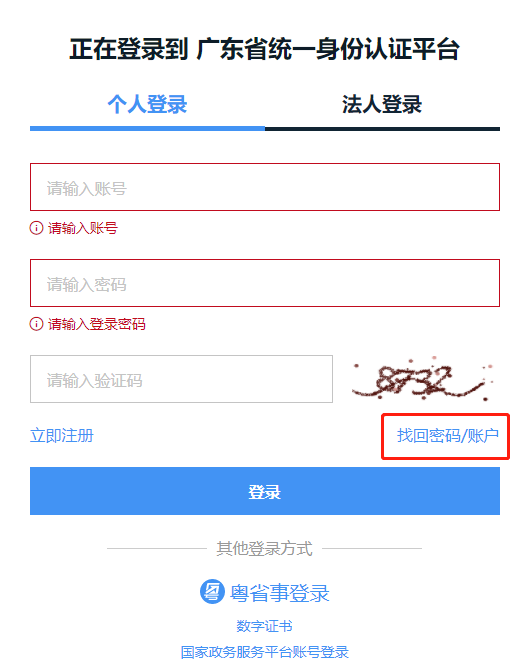 正在登录到 广东省统一身份认证平台
个人登录 法人登录
请输入账号
请输入账号
请输入密码
请输入登录密码
请输入验证码 8732
立即注册 找回密码/账户
登录
其他登录方式
粤省事登录
数字证书
国家政务服务平台账号登录